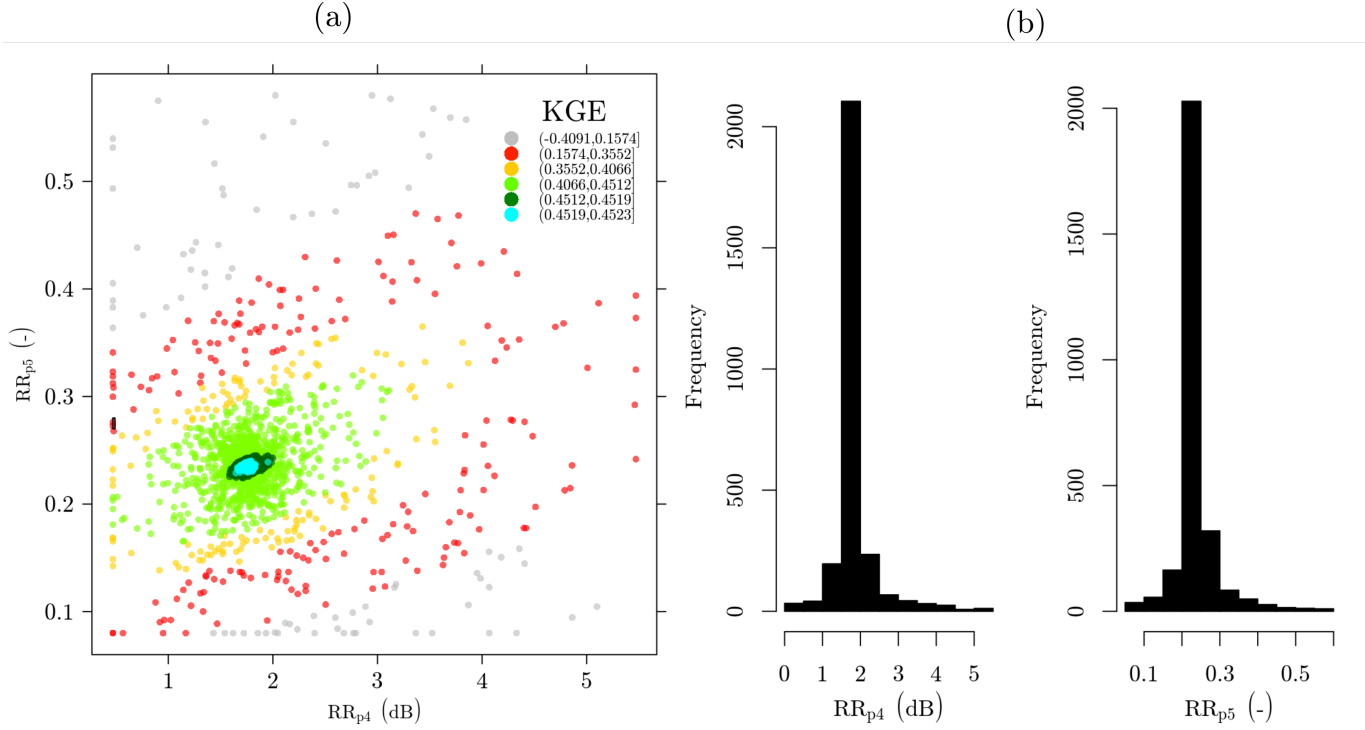 (a)
(b)
KGE
(-0.4091,0.1574]
(0.1574,0.3552]
(0.3552,0.4066]
(0.4066,0.4512]
(0.4512,0.4519]
(0.4519,0.4523]
0.5
0.4
0.3
0.2
0.1
RRp5 (-)
1 2 3 4 5
RRp4 (dB)
2000
1500
1000
500
0
Frequency
0 1 2 3 4 5
RRp4 (dB)
2000
1500
1000
500
0
Frequency
0.1 0.3 0.5
RRp5 (-)